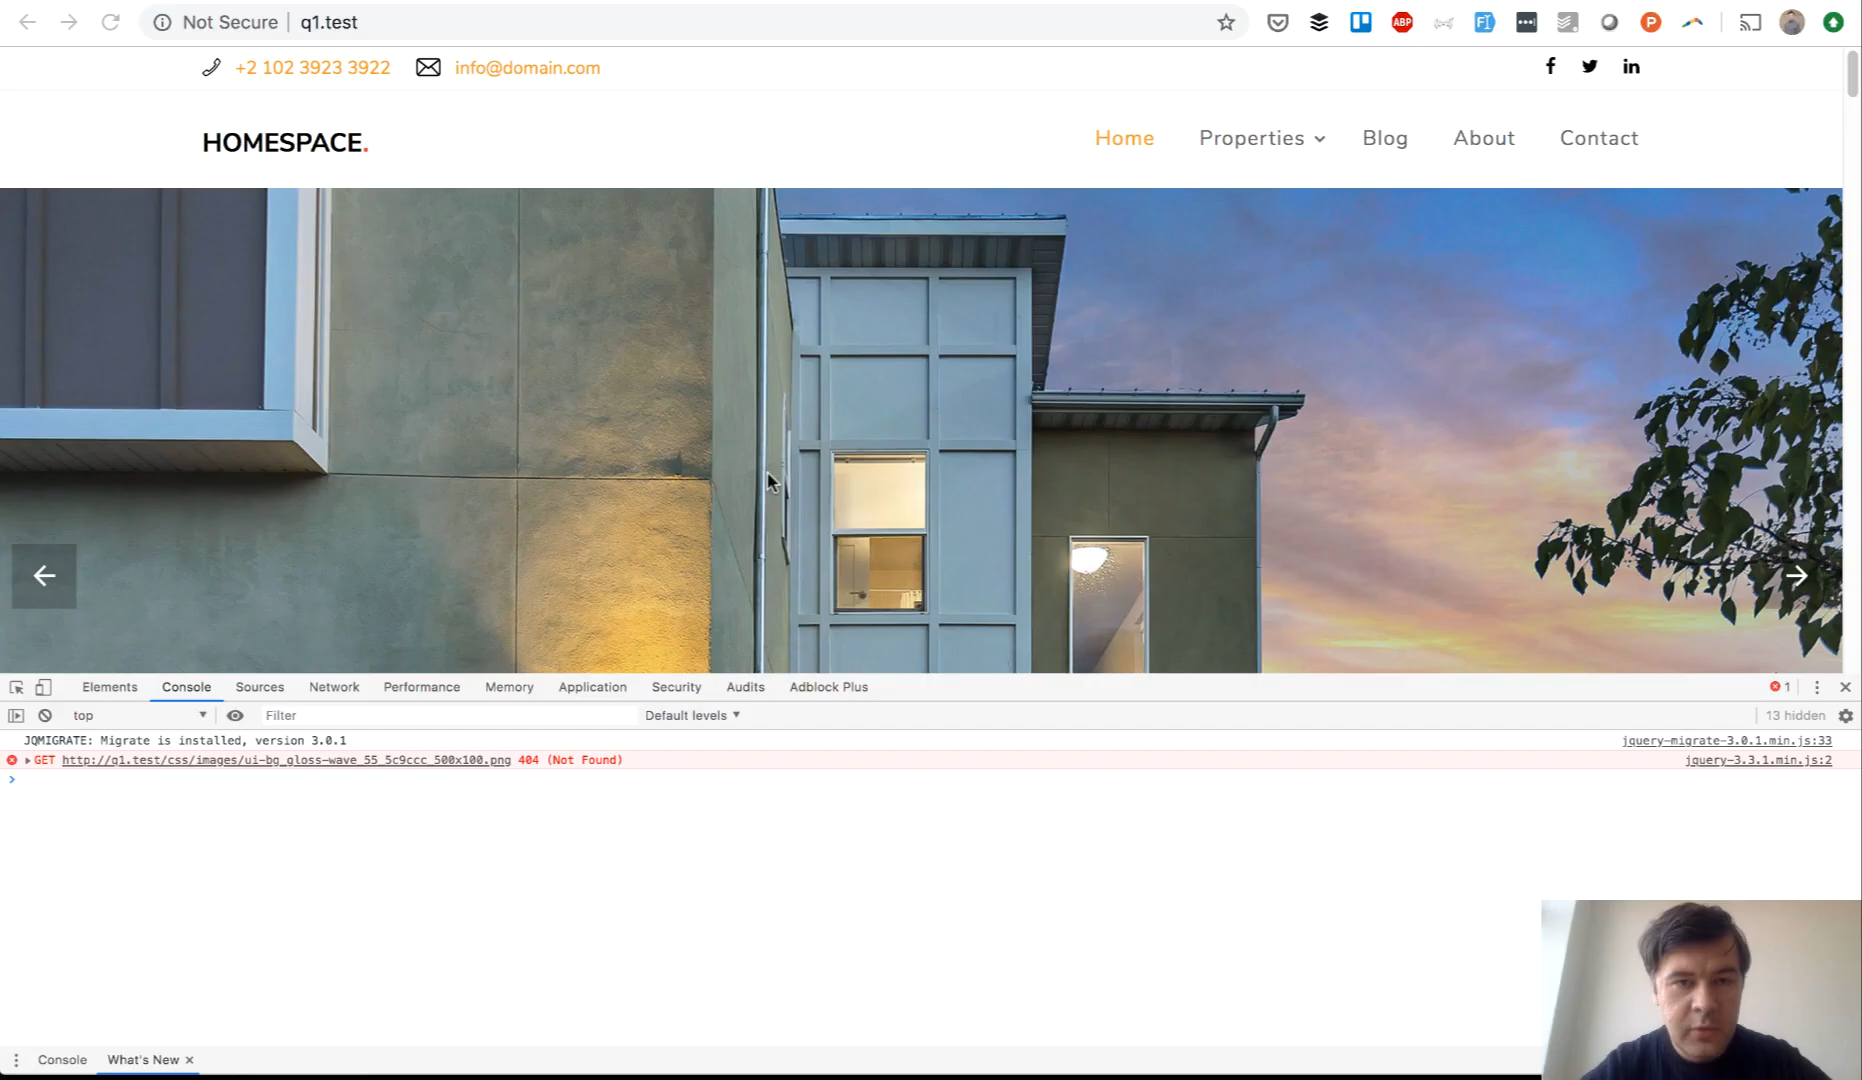 Not Secure | q1.test
ABP
P
+2 102 3923 3922 info@domain.com
HOMESPACE.
Home Properties Blog About Contact
Elements Console Sources Network Performance Memory Application Security Audits Adblock Plus 1
top Filter Default levels 13 hidden
JQMIGRATE: Migrate is installed, version 3.0.1 jquery-migrate-3.0.1.min.js:33
GET http://q1.test/css/images/ui-bg_gloss-wave_55_5c9ccc_500x100.png 404 (Not Found) jquery-3.3.1.min.js:2
Console What's New